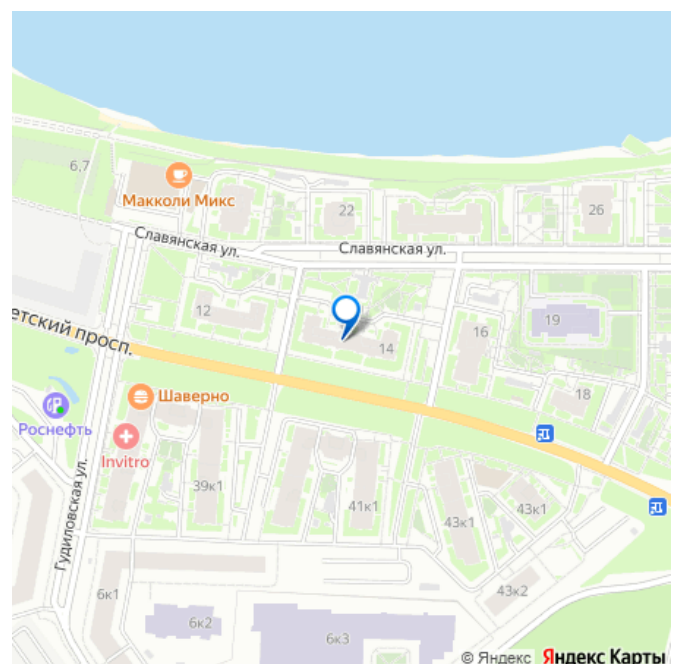 6,7
Макколи Микс
22
26
Славянская ул.
Славянская ул.
12
19
16
14
етский просп.
18
Шаверно
Роснефть
Invitro
39к1
41к1
43к1
43к1
Гудиловская ул.
6к1
43к2
6к2
6к3
© Яндекс Яндекс Карты